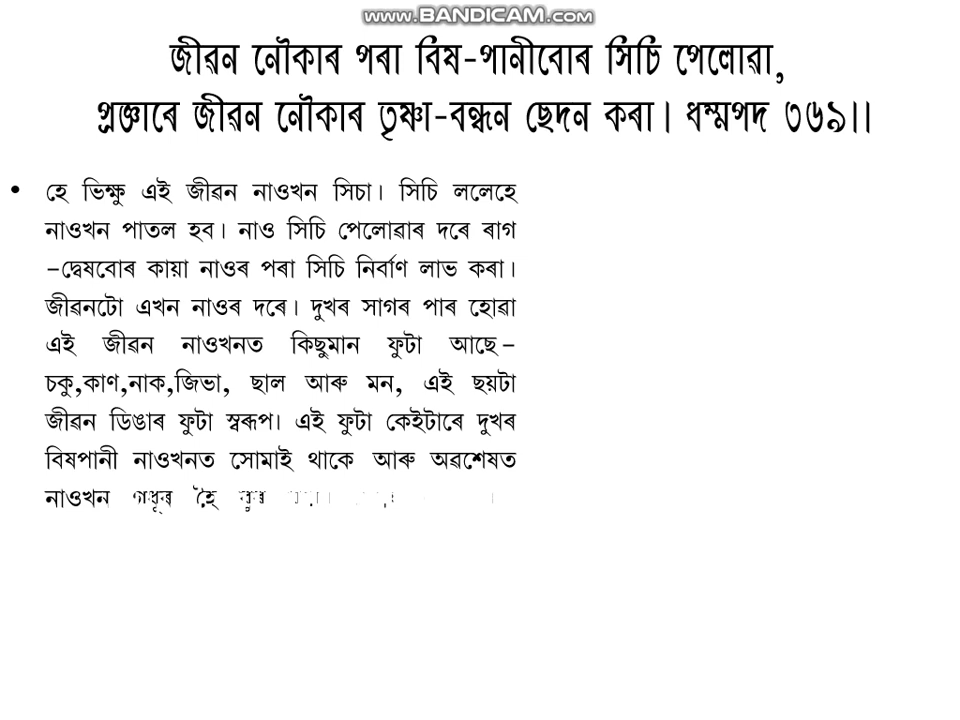 www.BANDICAM.com
জীৱন নৌকাৰ পৰা বিষ-পানীবোৰ সিচি পেলোৱা,
প্ৰজ্ঞাৰে জীৱন নৌকাৰ তৃষ্ণা-বন্ধন ছেদন কৰা। ধম্মপদ ৩৬৯।।
• হে ভিক্ষু এই জীৱন নাওখন সিচা। সিচি ললেহে
নাওখন পাতল হব। নাও সিচি পেলোৱাৰ দৰে ৰাগ
–দ্বেষবোৰ কায়া নাওৰ পৰা সিচি নিৰ্বাণ লাভ কৰা।
জীৱনটো এখন নাওৰ দৰে। দুখৰ সাগৰ পাৰ হোৱা
এই জীৱন নাওখনত কিছুমান ফুটা আছে–
চকু,কাণ,নাক,জিভা, ছাল আৰু মন, এই ছয়টা
জীৱন ডিঙাৰ ফুটা স্বৰূপ। এই ফুটা কেইটাৰে দুখৰ
বিষপানী নাওখনত সোমাই থাকে আৰু অৱশেষত
নাওখন হৈ